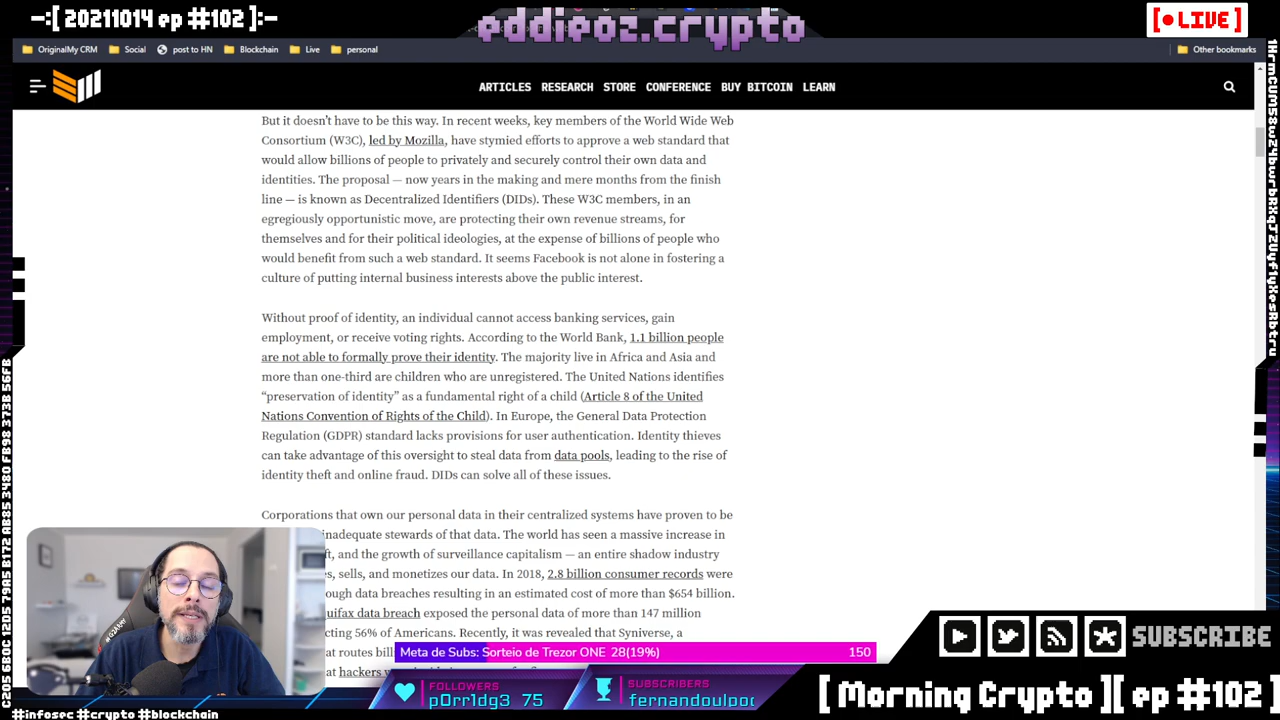 -:[ 20211014 ep #102 ]:-
eddieoz.crypto
[● LIVE]
OriginalMy CRM
Social
post to HN
Blockchain
Live
personal
Other bookmarks
ARTICLES RESEARCH STORE CONFERENCE BUY BITCOIN LEARN
But it doesn't have to be this way. In recent weeks, key members of the World Wide Web
Consortium (W3C), led by Mozilla, have stymied efforts to approve a web standard that
would allow billions of people to privately and securely control their own data and
identities. The proposal — now years in the making and mere months from the finish
line — is known as Decentralized Identifiers (DIDs). These W3C members, in an
egregiously opportunistic move, are protecting their own revenue streams, for
themselves and for their political ideologies, at the expense of billions of people who
would benefit from such a web standard. It seems Facebook is not alone in fostering a
culture of putting internal business interests above the public interest.
Without proof of identity, an individual cannot access banking services, gain
employment, or receive voting rights. According to the World Bank, 1.1 billion people
are not able to formally prove their identity. The majority live in Africa and Asia and
more than one-third are children who are unregistered. The United Nations identifies
“preservation of identity” as a fundamental right of a child (Article 8 of the United
Nations Convention of Rights of the Child). In Europe, the General Data Protection
Regulation (GDPR) standard lacks provisions for user authentication. Identity thieves
can take advantage of this oversight to steal data from data pools, leading to the rise of
identity theft and online fraud. DIDs can solve all of these issues.
Corporations that own our personal data in their centralized systems have proven to be
inadequate stewards of that data. The world has seen a massive increase in
ft, and the growth of surveillance capitalism — an entire shadow industry
es, sells, and monetizes our data. In 2018, 2.8 billion consumer records were
ough data breaches resulting in an estimated cost of more than $654 billion.
uifax data breach exposed the personal data of more than 147 million
cting 56% of Americans. Recently, it was revealed that Syniverse, a
at routes bill
at hackers
Meta de Subs: Sorteio de Trezor ONE 28(19%) 150
FOLLOWERS
p0rr1dg3 75
SUBSCRIBERS
fernandoulpoc
SUBSCRIBE
[ Morning Crypto ][ ep #102 ]
#infosec #crypto #blockchain